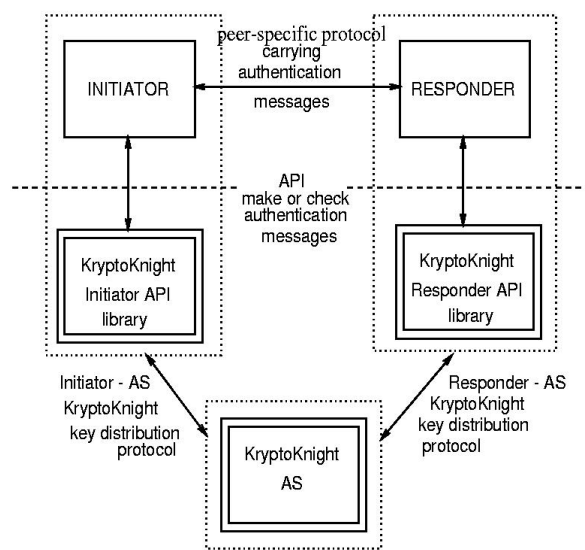 peer-specific protocol
carrying
authentication
messages
INITIATOR
RESPONDER
API
make or check
authentication
messages
KryptoKnight
Initiator API
library
KryptoKnight
Responder API
library
Initiator - AS
KryptoKnight
key distribution
protocol
Responder - AS
KryptoKnight
key distribution
protocol
KryptoKnight
AS